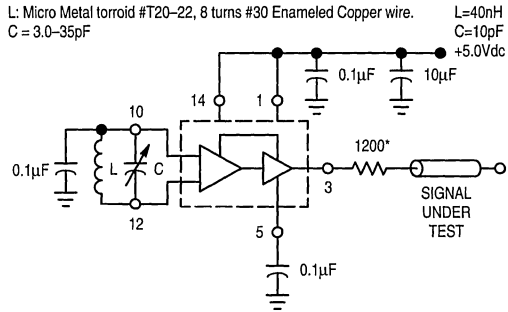 L: Micro Metal torroid #T20–22, 8 turns #30 Enameled Copper wire.
C = 3.0–35pF
L=40nH
C=10pF
+5.0Vdc
0.1µF
10µF
14
1
10
1200*
0.1µF
L
C
3
SIGNAL
UNDER
TEST
12
5
0.1µF